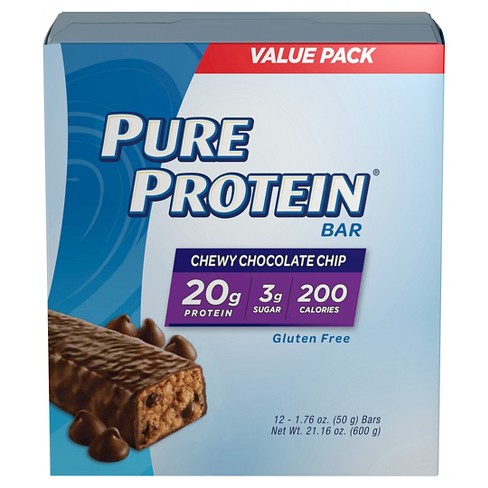 VALUE PACK
PURE
PROTEIN®
BAR
CHEWY CHOCOLATE CHIP
20g PROTEIN 3g SUGAR 200 CALORIES
Gluten Free
12 - 1.76 oz. (50 g) Bars
Net Wt. 21.16 oz. (600 g)